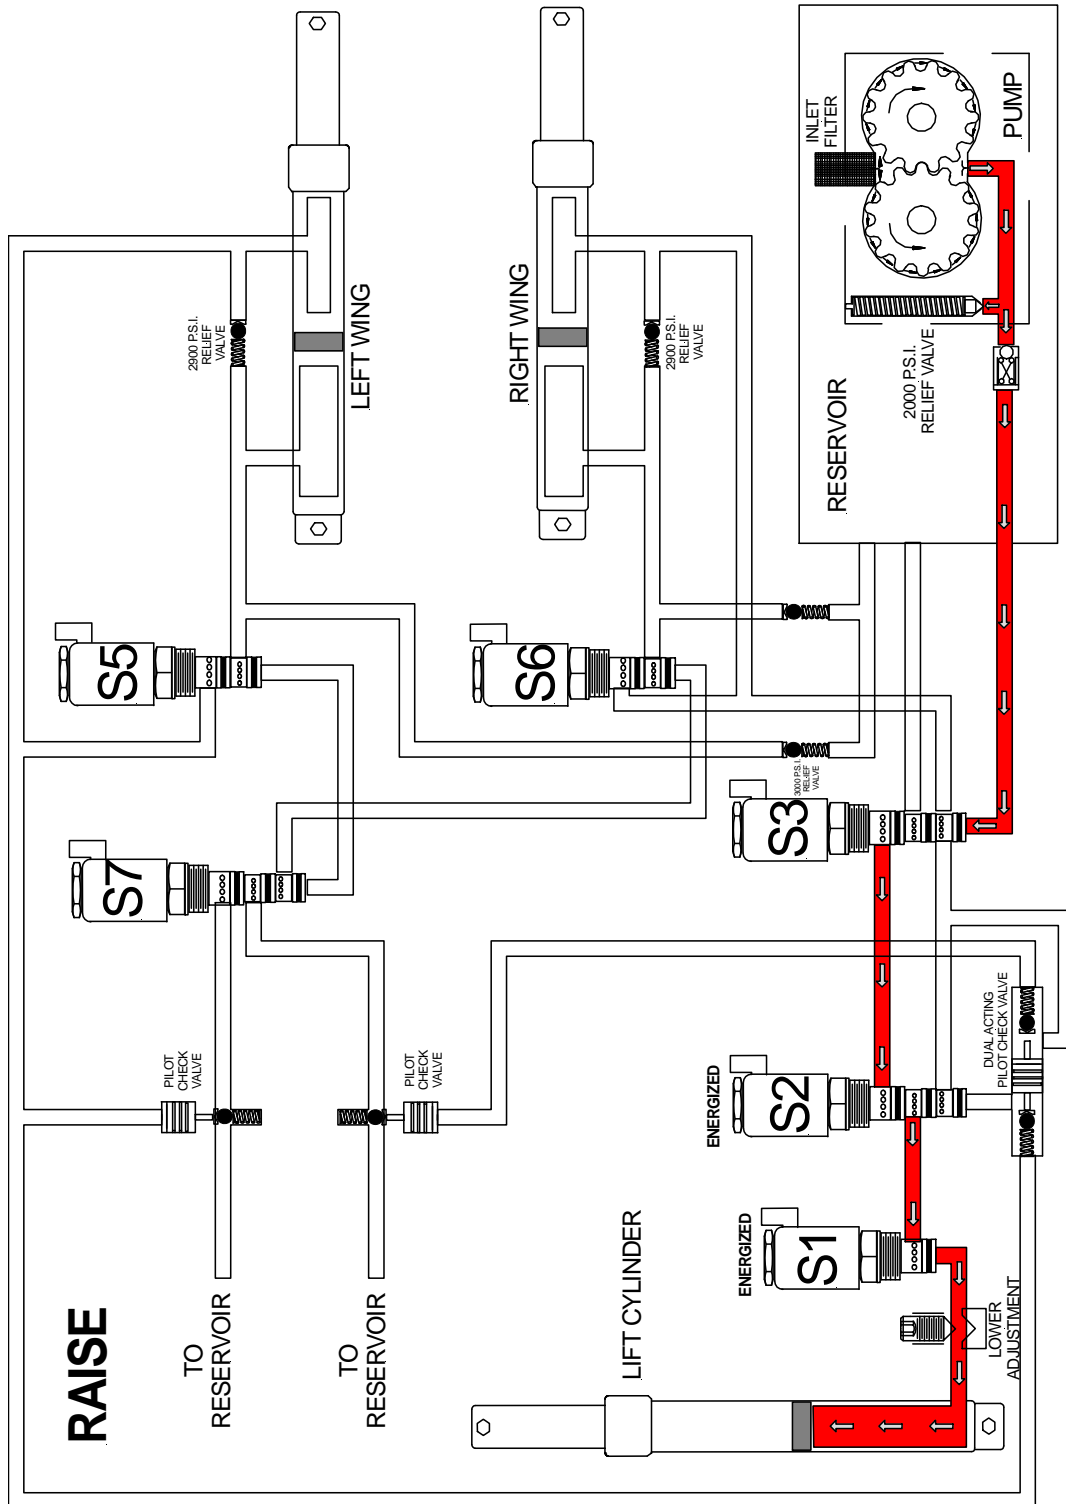 RAISE
TO
RESERVOIR
TO
RESERVOIR
PILOT
CHECK
VALVE
PILOT
CHECK
VALVE
S7
S5
2900 P.S.I.
RELIEF
VALVE
LEFT WING
RIGHT WING
2900 P.S.I.
RELIEF
VALVE
S6
LIFT CYLINDER
ENERGIZED
S1
ENERGIZED
S2
S3
3000 P.S.I.
RELIEF
VALVE
LOWER
ADJUSTMENT
DUAL ACTING
PILOT CHECK VALVE
RESERVOIR
2000 P.S.I.
RELIEF VALVE
INLET
FILTER
PUMP